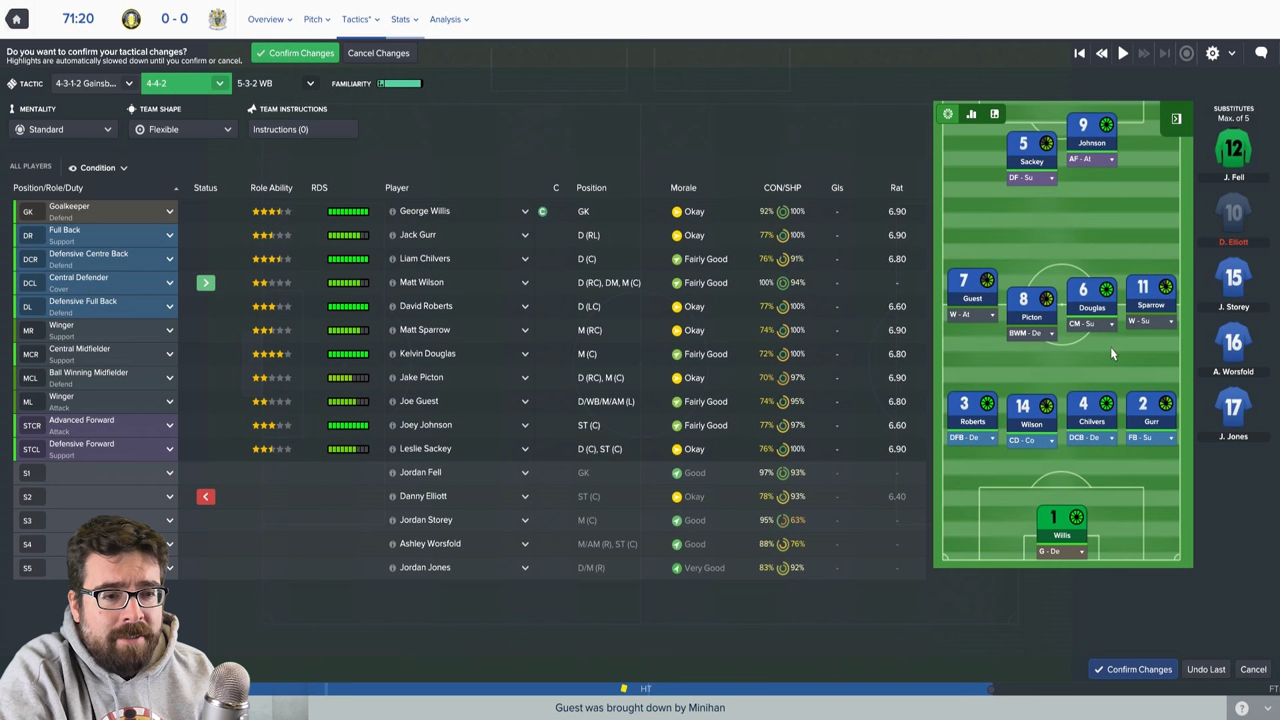 71:20
0 - 0
Overview
Pitch
Tactics*
Stats
Analysis
Do you want to confirm your tactical changes?
Highlights are automatically slowed down until you confirm or cancel.
Confirm Changes
Cancel Changes
TACTIC
4-3-1-2 Gainsb...
4-4-2
5-3-2 WB
FAMILIARITY
MENTALITY
TEAM SHAPE
TEAM INSTRUCTIONS
Standard
Flexible
Instructions (0)
ALL PLAYERS
Condition
Position/Role/Duty Status Role Ability RDS Player C Position Morale CON/SHP Gls Rat
GK Goalkeeper Defend George Willis C GK Okay 92% 100% - 6.90
DR Full Back Support Jack Gurr D (RL) Okay 77% 100% - 6.90
DCR Defensive Centre Back Defend Liam Chilvers D (C) Fairly Good 76% 91% - 6.80
DCL Central Defender Cover Matt Wilson D (RC), DM, M (C) Fairly Good 100% 94% - -
DL Defensive Full Back Defend David Roberts D (LC) Okay 77% 100% - 6.60
MR Winger Support Matt Sparrow M (RC) Okay 74% 100% - 6.90
MCR Central Midfielder Support Kelvin Douglas M (C) Fairly Good 72% 100% - 6.80
MCL Ball Winning Midfielder Defend Jake Picton D (RC), M (C) Okay 70% 97% - 6.90
ML Winger Attack Joe Guest D/WB/M/AM (L) Fairly Good 74% 95% - 6.80
STCR Advanced Forward Attack Joey Johnson ST (C) Fairly Good 77% 97% - 6.60
STCL Defensive Forward Support Leslie Sackey D (C), ST (C) Okay 77% 100% - 6.90
S1 Jordan Fell GK Good 97% 93% - -
S2 Danny Elliott ST (C) Okay 78% 93% - 6.40
S3 Jordan Storey M (C) Good 95% 63% - -
S4 Ashley Worsfold M/AM (R), ST (C) Good 88% 76% - -
S5 Jordan Jones D/M (R) Very Good 83% 92% - -
9
Johnson
AF - At
5
Sackey
DF - Su
7
Guest
W - At
8
Picton
BWM - De
6
Douglas
CM - Su
11
Sparrow
W - Su
3
Roberts
DFB - De
14
Wilson
CD - Co
4
Chilvers
DCB - De
2
Gurr
FB - Su
1
Willis
G - De
SUBSTITUTES
Max. of 5
12
J. Fell
10
D. Elliott
15
J. Storey
16
A. Worsfold
17
J. Jones
Confirm Changes
Undo Last
Cancel
HT
FT
Guest was brought down by Minihan
?